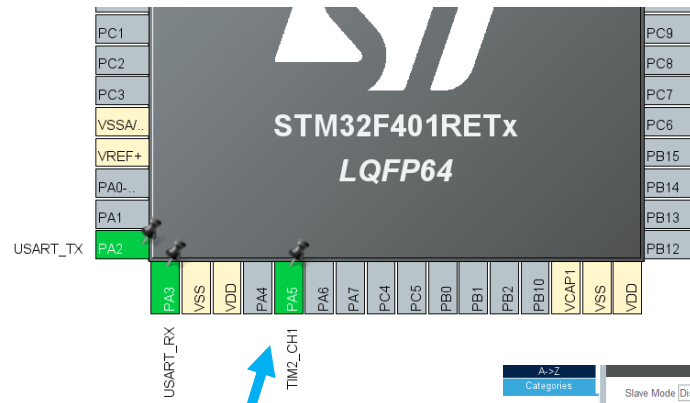 PC1
PC2
PC3
VSSA/..
VREF+
PA0-..
PA1
PA2
USART_TX
STM32F401RETx
LQFP64
PC9
PC8
PC7
PC6
PB15
PB14
PB13
PB12
PA3
VSS
VDD
PA4
PA5
PA6
PA7
PC4
PC5
PB0
PB1
PB2
PB10
VCAP1
VSS
VDD
USART_RX
TIM2_CH1
A->Z
Categories
Slave Mode